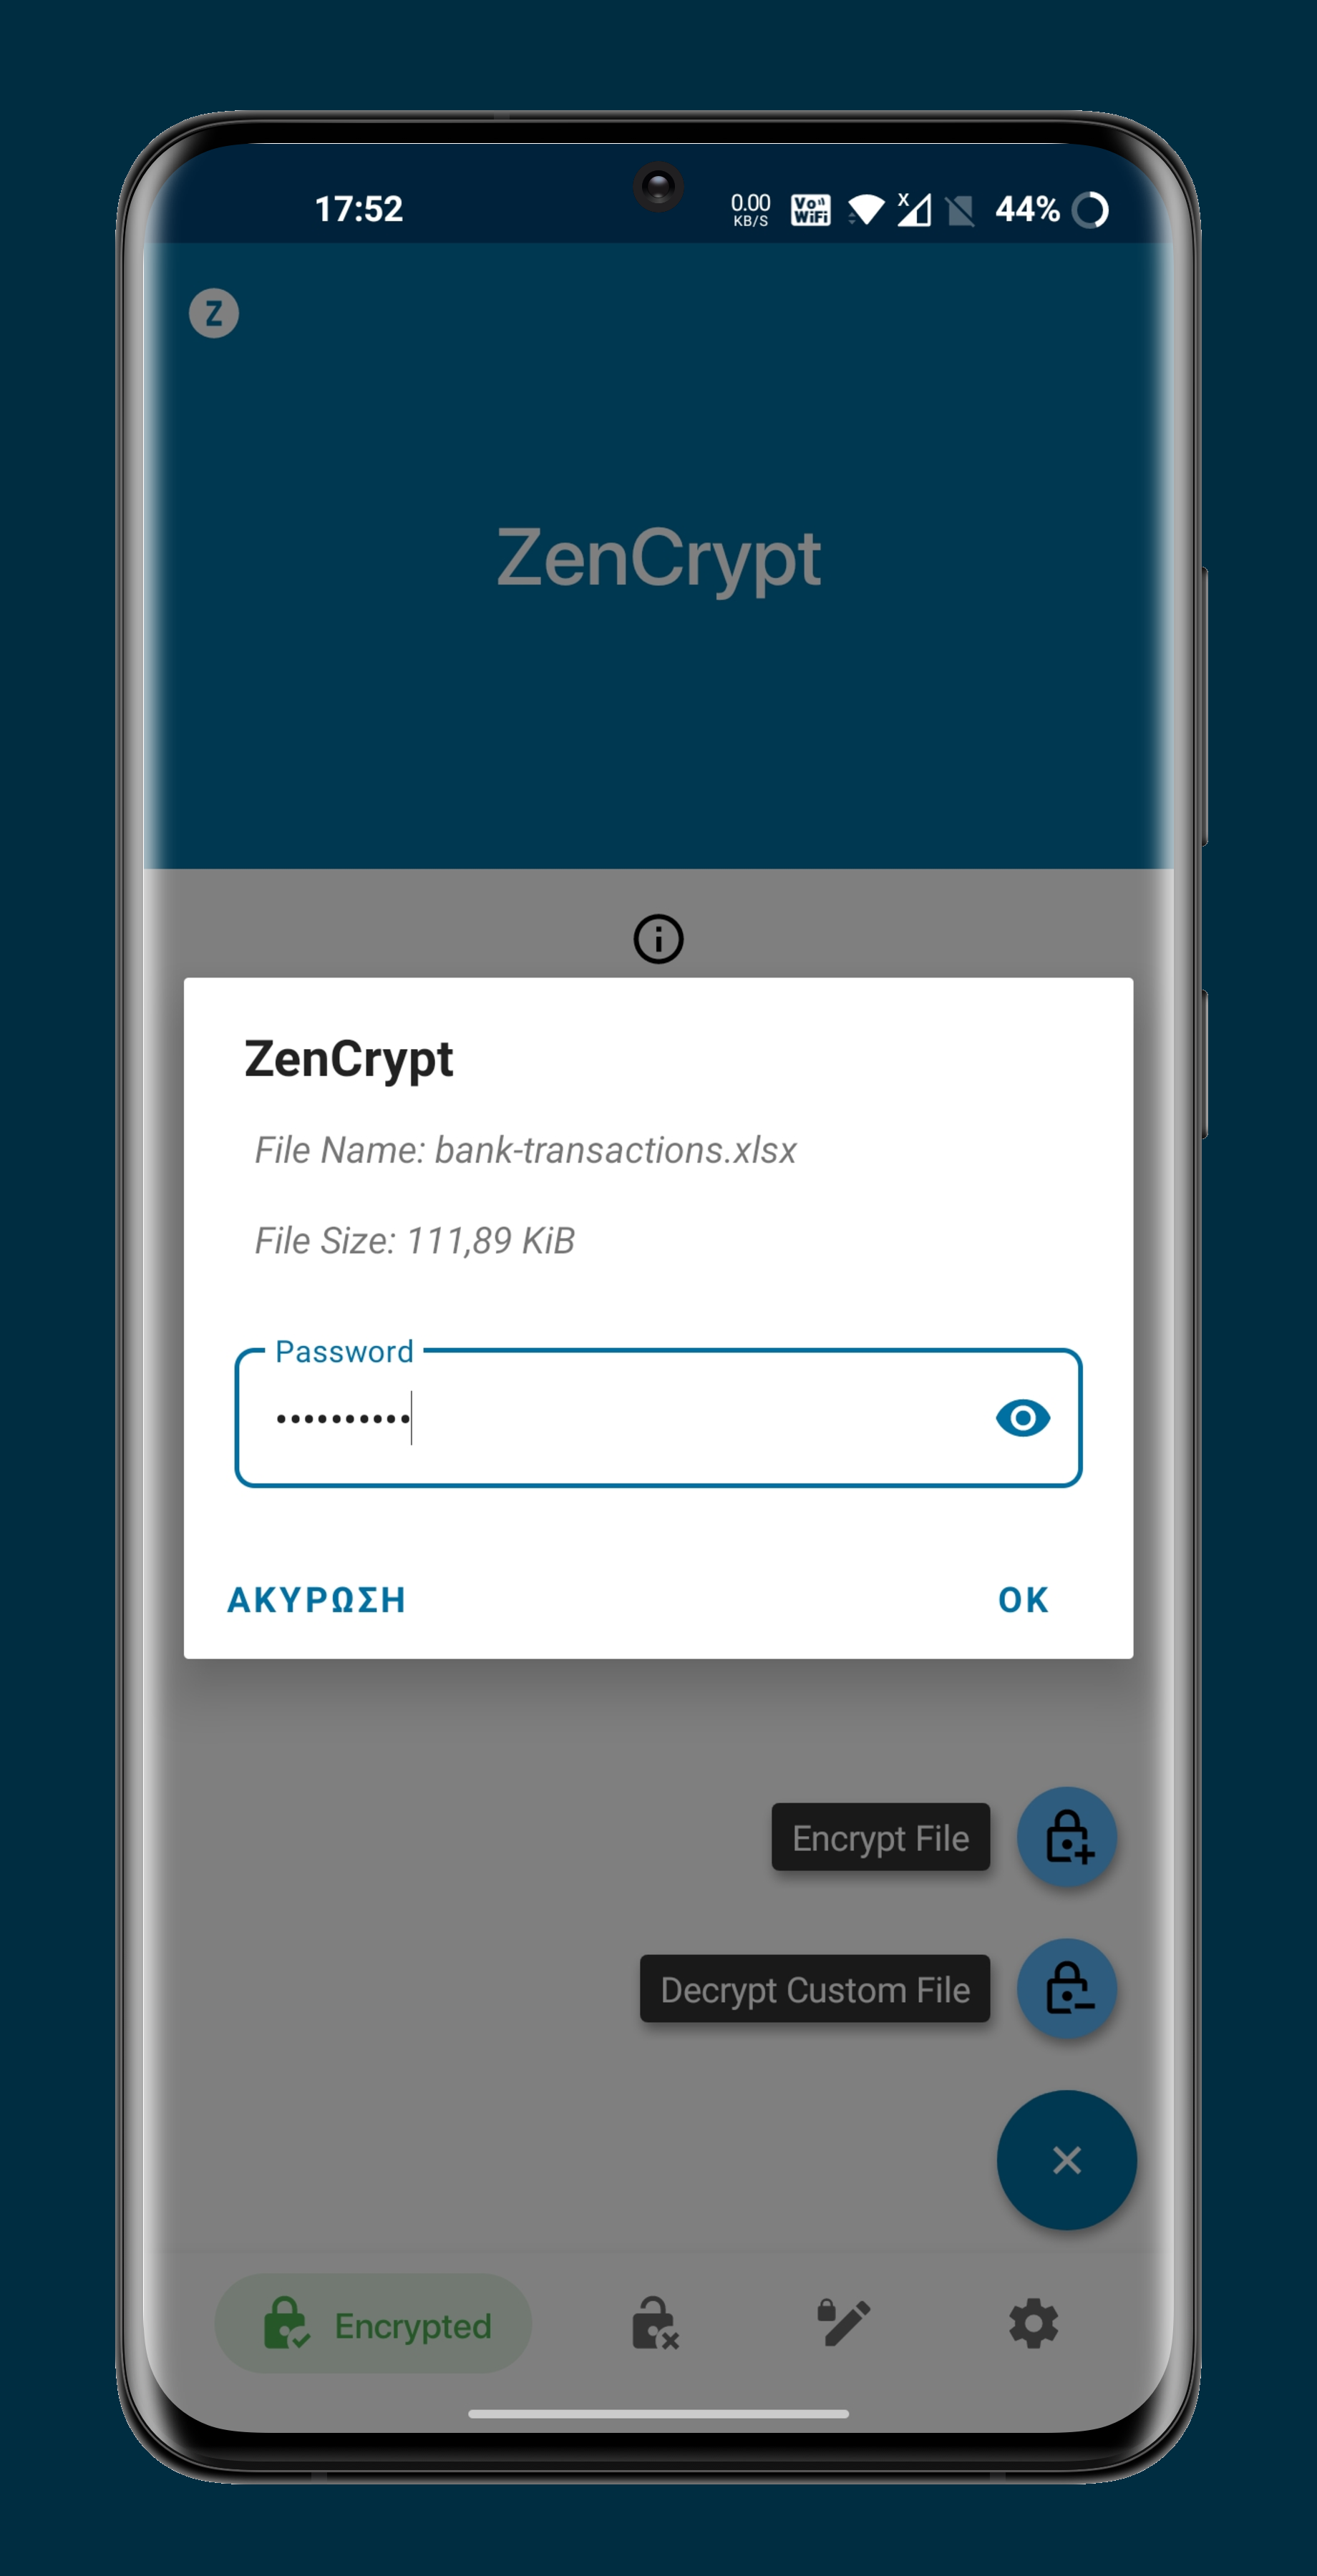 17:52
0.00
KB/S
Vo
WiFi
X
44%
Z
ZenCrypt
ZenCrypt
File Name: bank-transactions.xlsx
File Size: 111,89 KiB
Password
ΑΚΥΡΩΣΗ
OK
Encrypt File
Decrypt Custom File
Encrypted